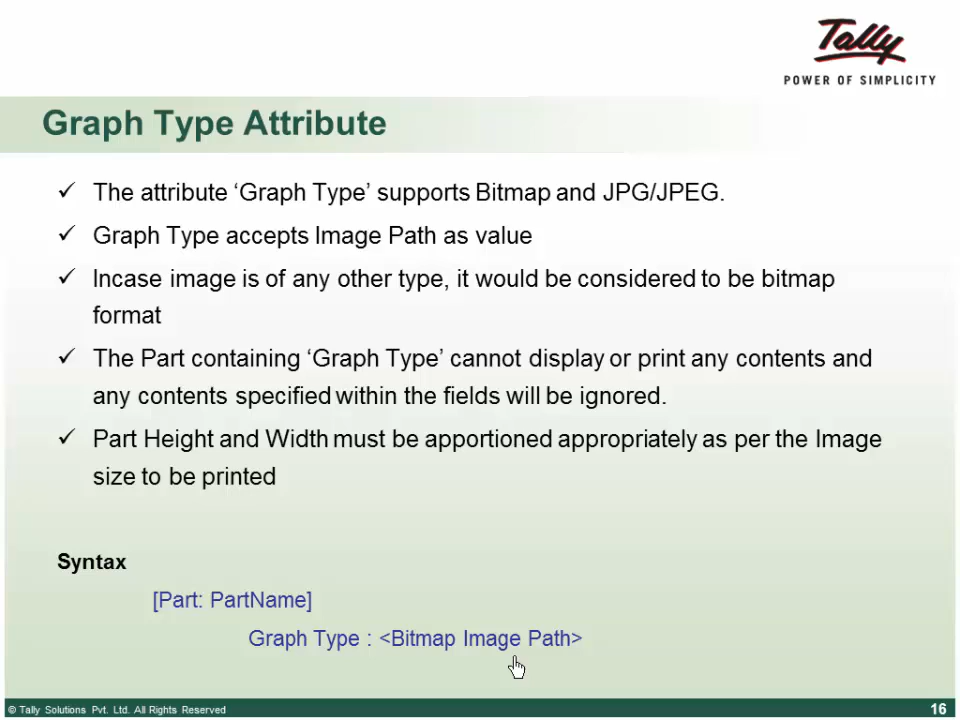 Tally
POWER OF SIMPLICITY
Graph Type Attribute
✓ The attribute ‘Graph Type’ supports Bitmap and JPG/JPEG.
✓ Graph Type accepts Image Path as value
✓ Incase image is of any other type, it would be considered to be bitmap
format
✓ The Part containing ‘Graph Type’ cannot display or print any contents and
any contents specified within the fields will be ignored.
✓ Part Height and Width must be apportioned appropriately as per the Image
size to be printed
Syntax
[Part: PartName]
Graph Type : <Bitmap Image Path>
© Tally Solutions Pvt. Ltd. All Rights Reserved
16